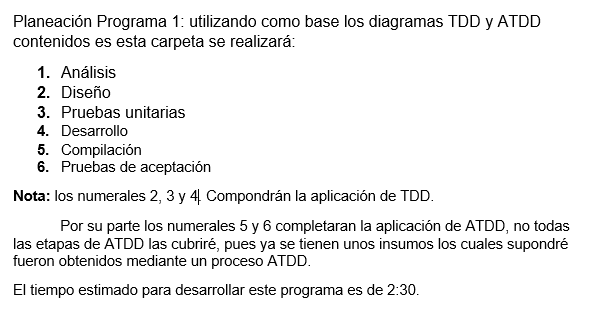 Planeación Programa 1: utilizando como base los diagramas TDD y ATDD
contenidos es esta carpeta se realizará:
1. Análisis
2. Diseño
3. Pruebas unitarias
4. Desarrollo
5. Compilación
6. Pruebas de aceptación
Nota: los numerales 2, 3 y 4 Compondrán la aplicación de TDD.
Por su parte los numerales 5 y 6 completaran la aplicación de ATDD, no todas
las etapas de ATDD las cubriré, pues ya se tienen unos insumos los cuales supondré
fueron obtenidos mediante un proceso ATDD.
El tiempo estimado para desarrollar este programa es de 2:30.